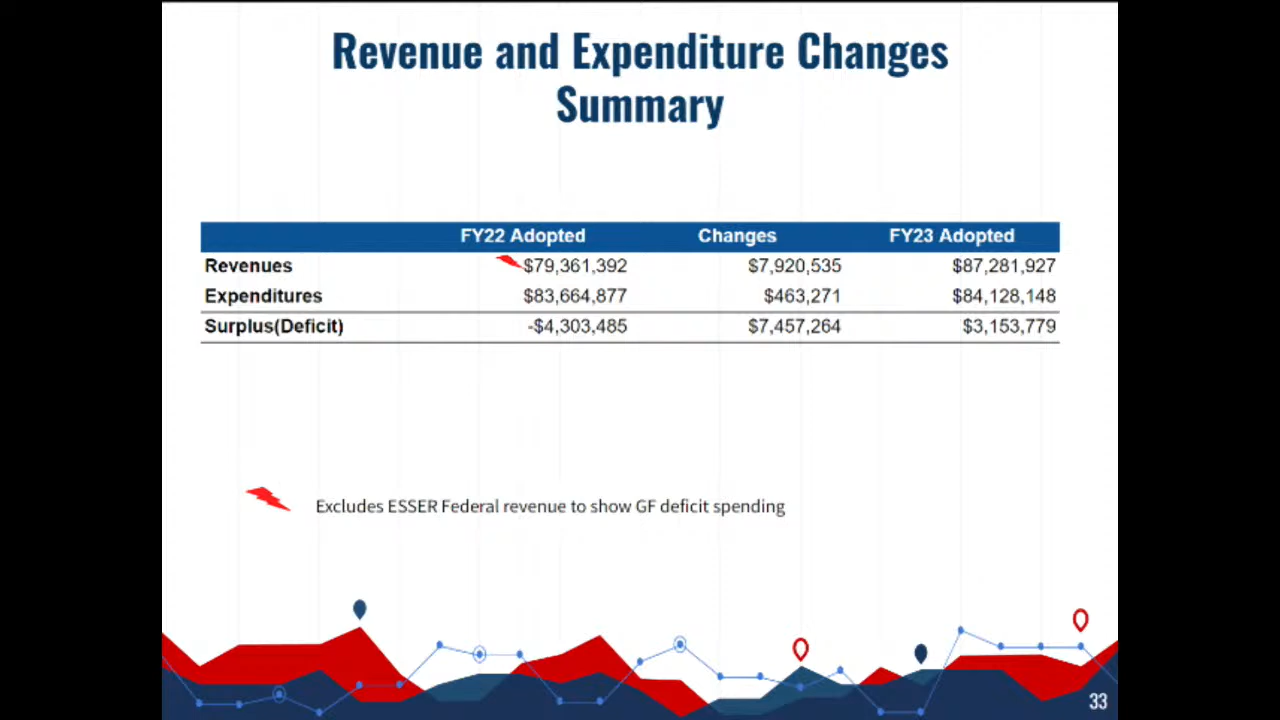 Revenue and Expenditure Changes
Summary
FY22 Adopted Changes FY23 Adopted
Revenues $79,361,392 $7,920,535 $87,281,927
Expenditures $83,664,877 $463,271 $84,128,148
Surplus(Deficit) -$4,303,485 $7,457,264 $3,153,779
Excludes ESSER Federal revenue to show GF deficit spending
33